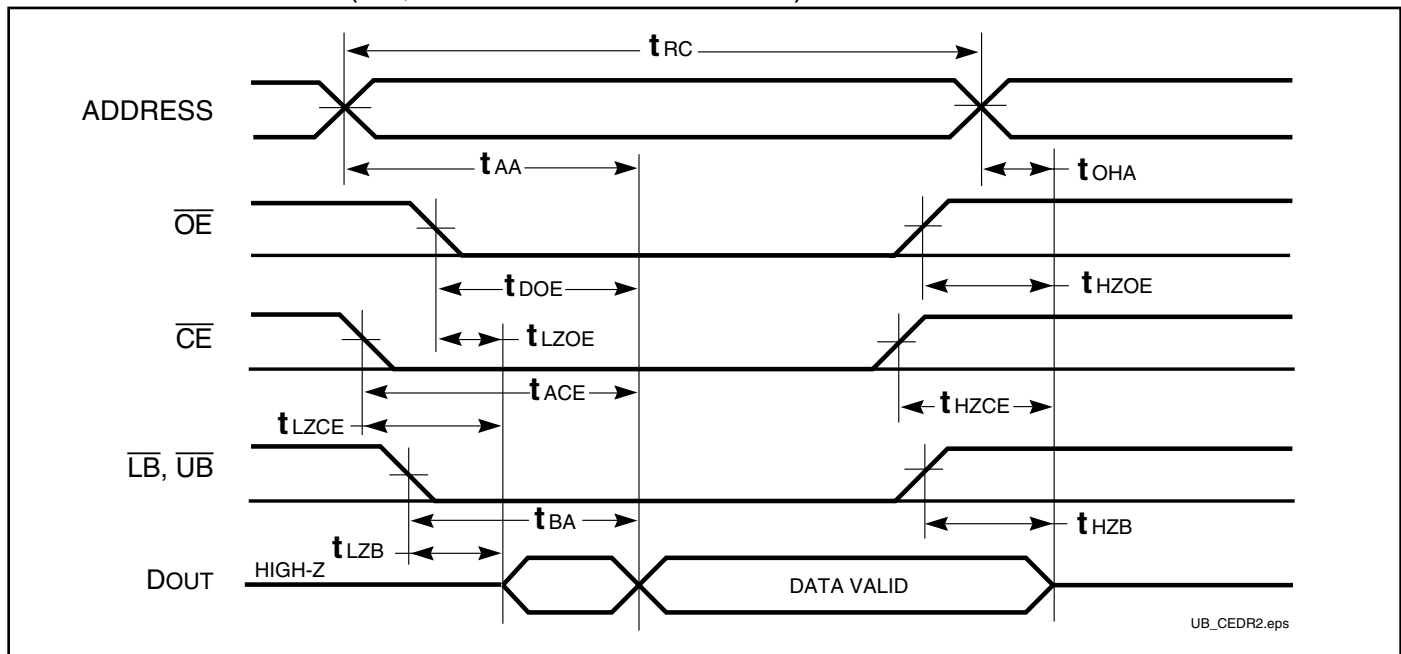 tRC
ADDRESS
tAA
tOHA
OE
tDOE
tHZOE
CE
tLZOE
tACE
tHZCE
tLZCE
LB, UB
tBA
tHZB
tLZB
DOUT
HIGH-Z
DATA VALID
UB_CEDR2.eps